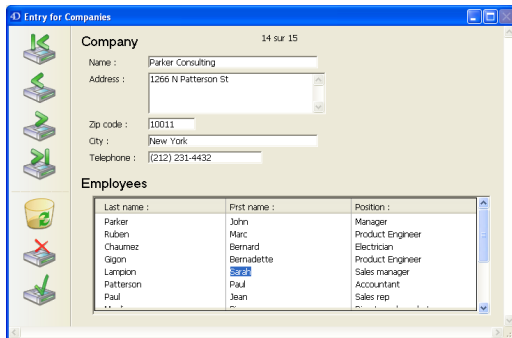 Entry for Companies
Company
14 sur 15
Name : Parker Consulting
Address : 1266 N Patterson St
Zip code : 10011
City : New York
Telephone : (212) 231-4432
Employees
Last name : First name : Position :
Parker John Manager
Ruben Marc Product Engineer
Chaumez Bernard Electrician
Gigon Bernadette Product Engineer
Lampion Sarah Sales manager
Patterson Paul Accountant
Paul Jean Sales rep